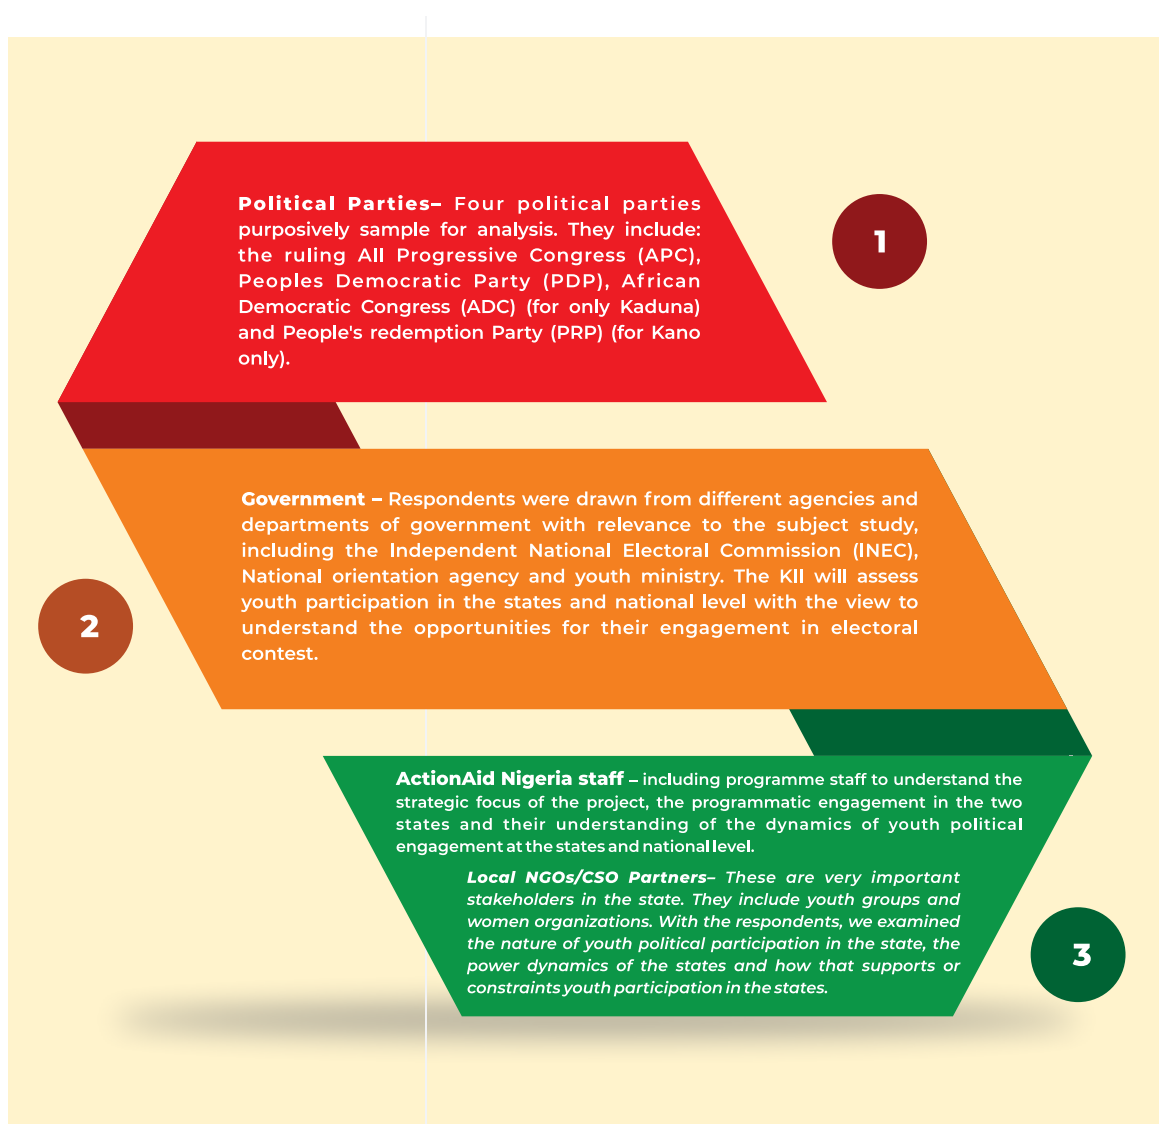 Political Parties– Four political parties
purposively sample for analysis. They include:
the ruling All Progressive Congress (APC),
Peoples Democratic Party (PDP), African
Democratic Congress (ADC) (for only Kaduna)
and People's redemption Party (PRP) (for Kano
only).
1
Government – Respondents were drawn from different agencies and
departments of government with relevance to the subject study,
including the Independent National Electoral Commission (INEC),
National orientation agency and youth ministry. The KII will assess
youth participation in the states and national level with the view to
understand the opportunities for their engagement in electoral
contest.
2
ActionAid Nigeria staff – including programme staff to understand the
strategic focus of the project, the programmatic engagement in the two
states and their understanding of the dynamics of youth political
engagement at the states and national level.
Local NGOs/CSO Partners– These are very important
stakeholders in the state. They include youth groups and
women organizations. With the respondents, we examined
the nature of youth political participation in the state, the
power dynamics of the states and how that supports or
constraints youth participation in the states.
3